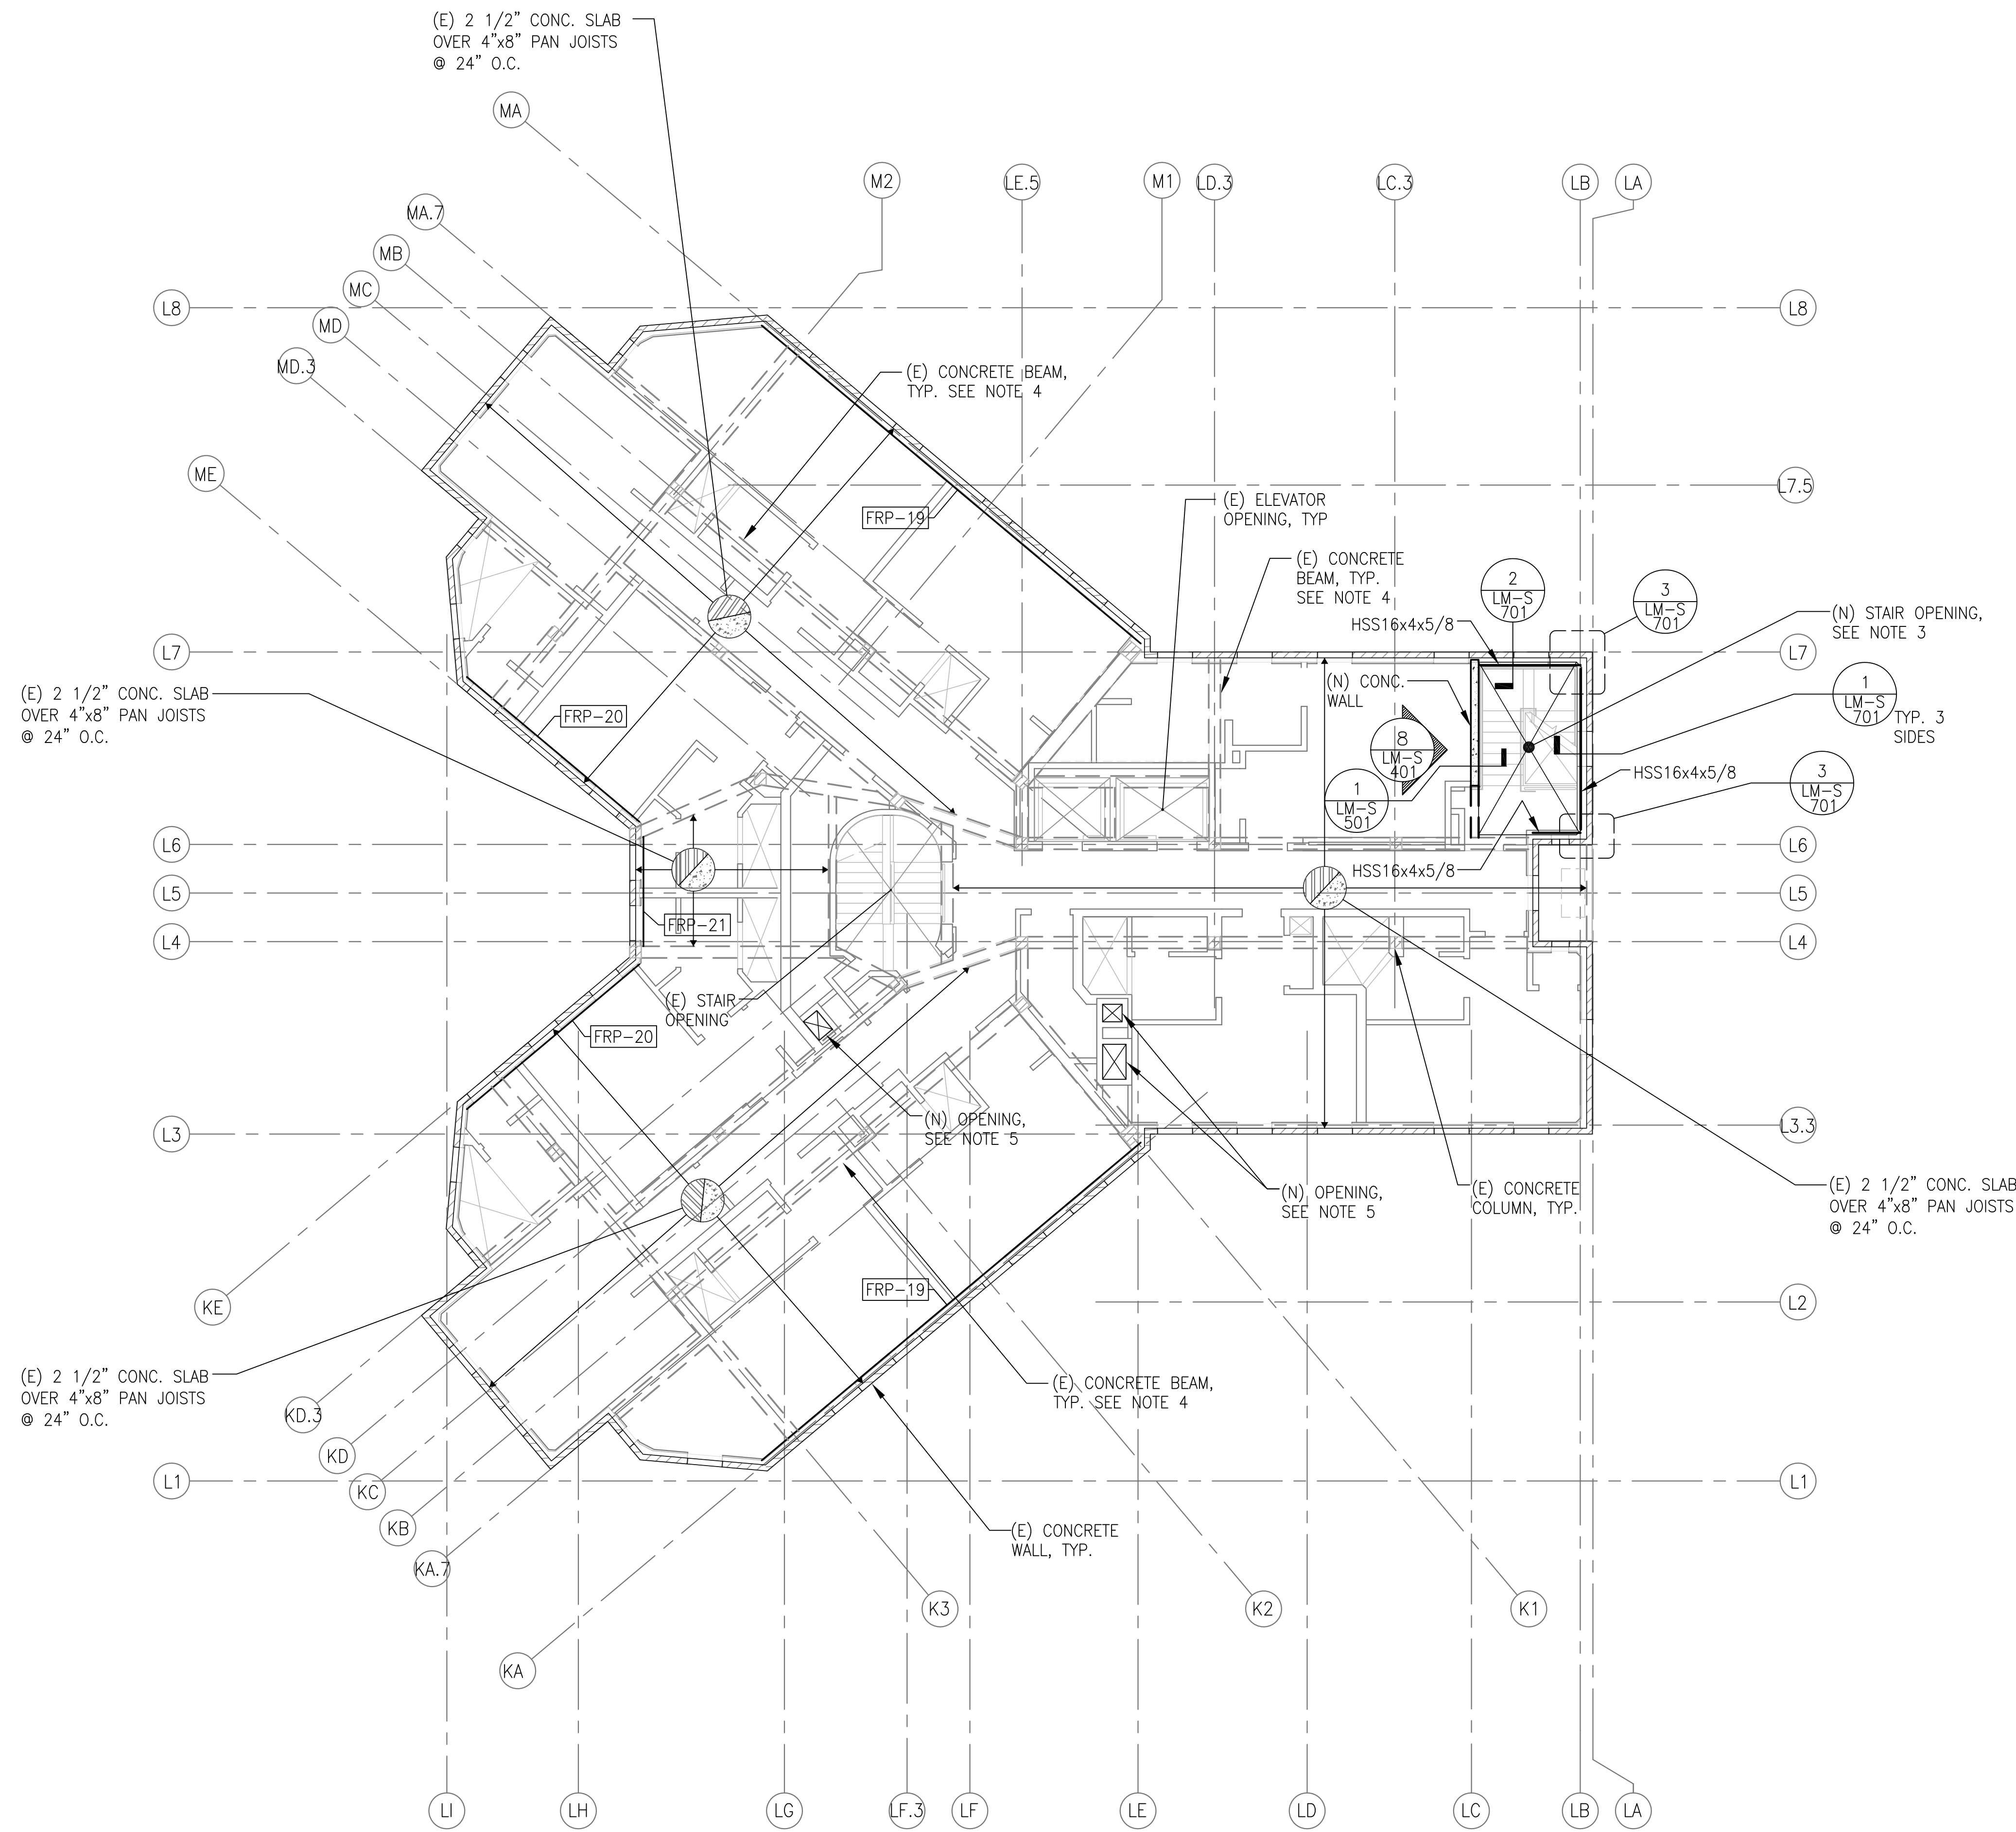 (E) 2 1/2" CONC. SLAB
OVER 4"x8" PAN JOISTS
@ 24" O.C.
MA
M2
LE.5
M1
LD.3
LC.3
LB
LA
MA.7
MB
MC
MD
MD.3
ME
L8
L8
(E) CONCRETE BEAM,
TYP. SEE NOTE 4
FRP-19
(E) ELEVATOR
OPENING, TYP
L7.5
(E) CONCRETE
BEAM, TYP.
SEE NOTE 4
2
LM-S
701
3
LM-S
701
HSS16x4x5/8
(N) STAIR OPENING,
SEE NOTE 3
L7
L7
(N) CONC.
WALL
1
LM-S
701
TYP. 3
SIDES
(E) 2 1/2" CONC. SLAB
OVER 4"x8" PAN JOISTS
@ 24" O.C.
FRP-20
8
LM-S
401
HSS16x4x5/8
3
LM-S
701
1
LM-S
501
L6
L6
HSS16x4x5/8
L5
L5
FRP-21
L4
L4
(E) STAIR
OPENING
FRP-20
(N) OPENING,
SEE NOTE 5
L3
L3.3
(N) OPENING,
SEE NOTE 5
(E) CONCRETE
COLUMN, TYP.
(E) 2 1/2" CONC. SLAB
OVER 4"x8" PAN JOISTS
@ 24" O.C.
FRP-19
L2
KE
(E) 2 1/2" CONC. SLAB
OVER 4"x8" PAN JOISTS
@ 24" O.C.
(E) CONCRETE BEAM,
TYP. SEE NOTE 4
KD.3
KD
L1
L1
KC
KB
KA.7
(E) CONCRETE
WALL, TYP.
K3
K2
K1
KA
LI
LH
LG
LF.3
LF
LE
LD
LC
LB
LA